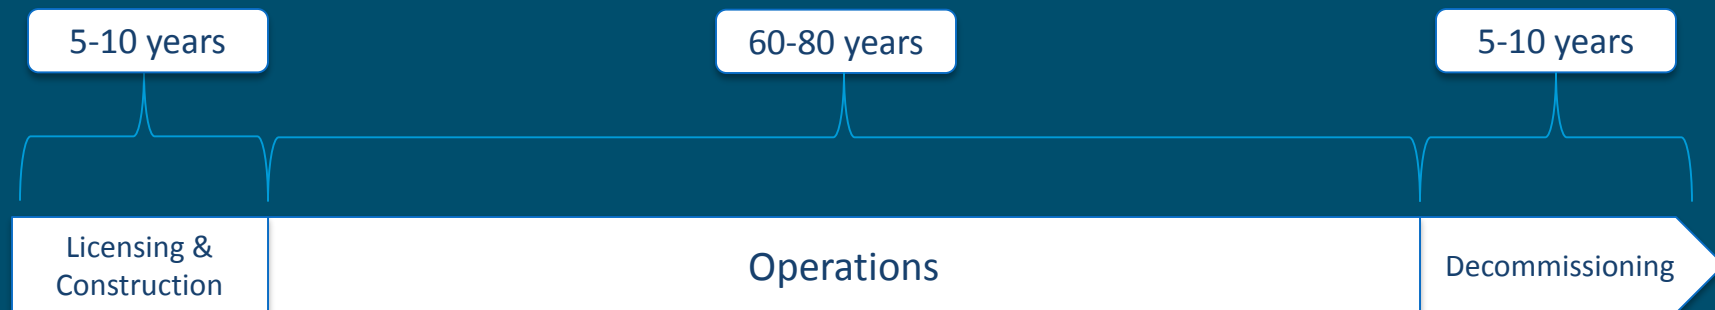 5-10 years
60-80 years
5-10 years
Licensing &
Construction
Operations
Decommissioning